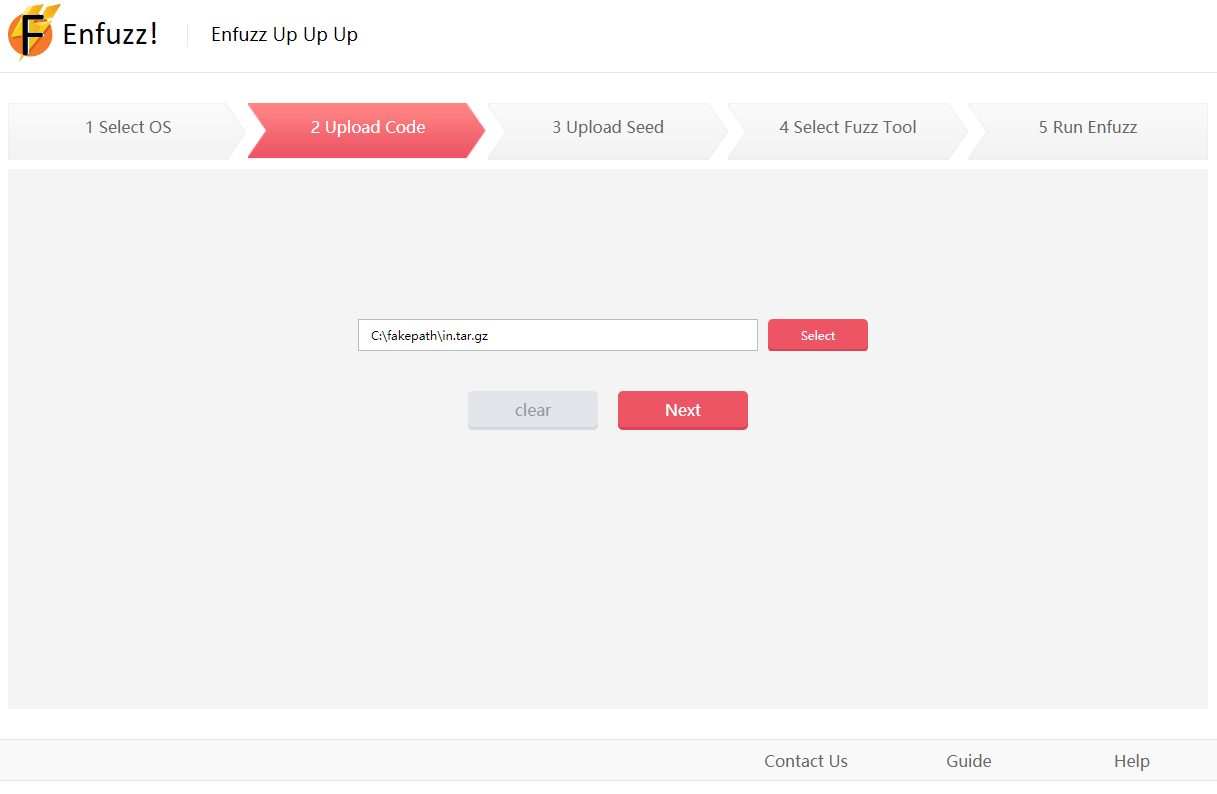 F Enfuzz!
Enfuzz Up Up Up
1 Select OS
2 Upload Code
3 Upload Seed
4 Select Fuzz Tool
5 Run Enfuzz
C:\fakepath\in.tar.gz
Select
clear
Next
Contact Us
Guide
Help